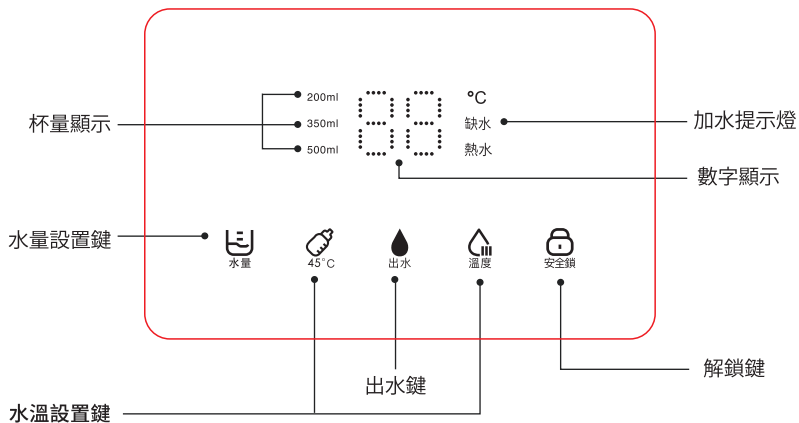 200ml
°C
杯量顯示
350ml
缺水
加水提示燈
500ml
熱水
數字顯示
水量設置鍵
水量
45°C
出水
溫度
安全鎖
解鎖鍵
出水鍵
水溫設置鍵